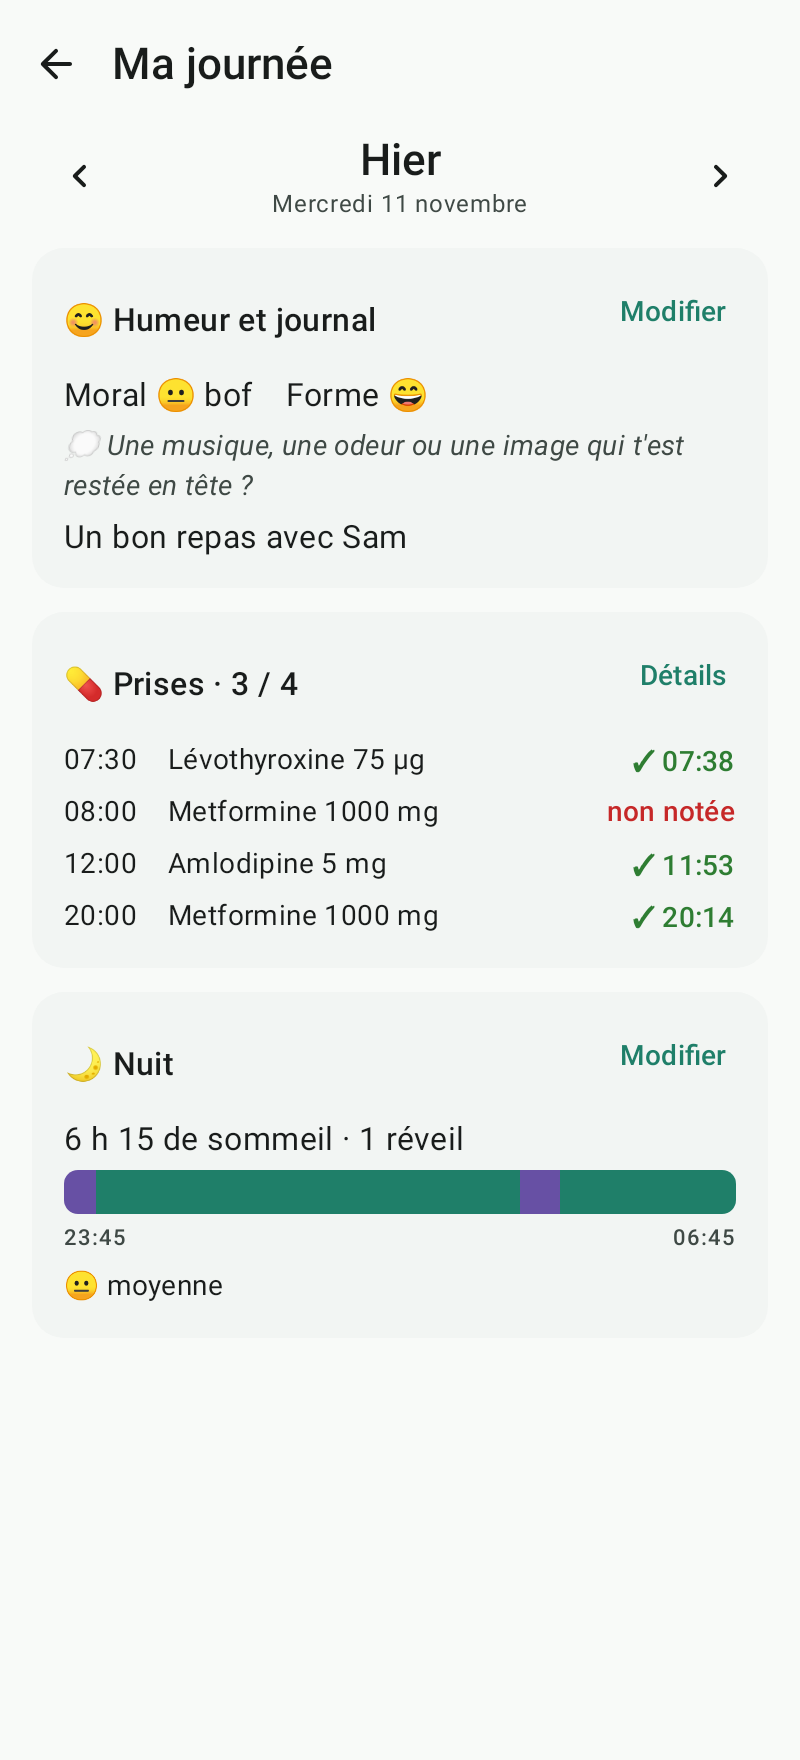 Ma journée
Hier
Mercredi 11 novembre
😊 Humeur et journal Modifier
Moral 😐 bof Forme 😄
💭 Une musique, une odeur ou une image qui t'est
restée en tête ?
Un bon repas avec Sam
💊 Prises · 3 / 4 Détails
07:30 Lévothyroxine 75 µg ✓ 07:38
08:00 Metformine 1000 mg non notée
12:00 Amlodipine 5 mg ✓ 11:53
20:00 Metformine 1000 mg ✓ 20:14
🌙 Nuit Modifier
6 h 15 de sommeil · 1 réveil
23:45 06:45
😐 moyenne